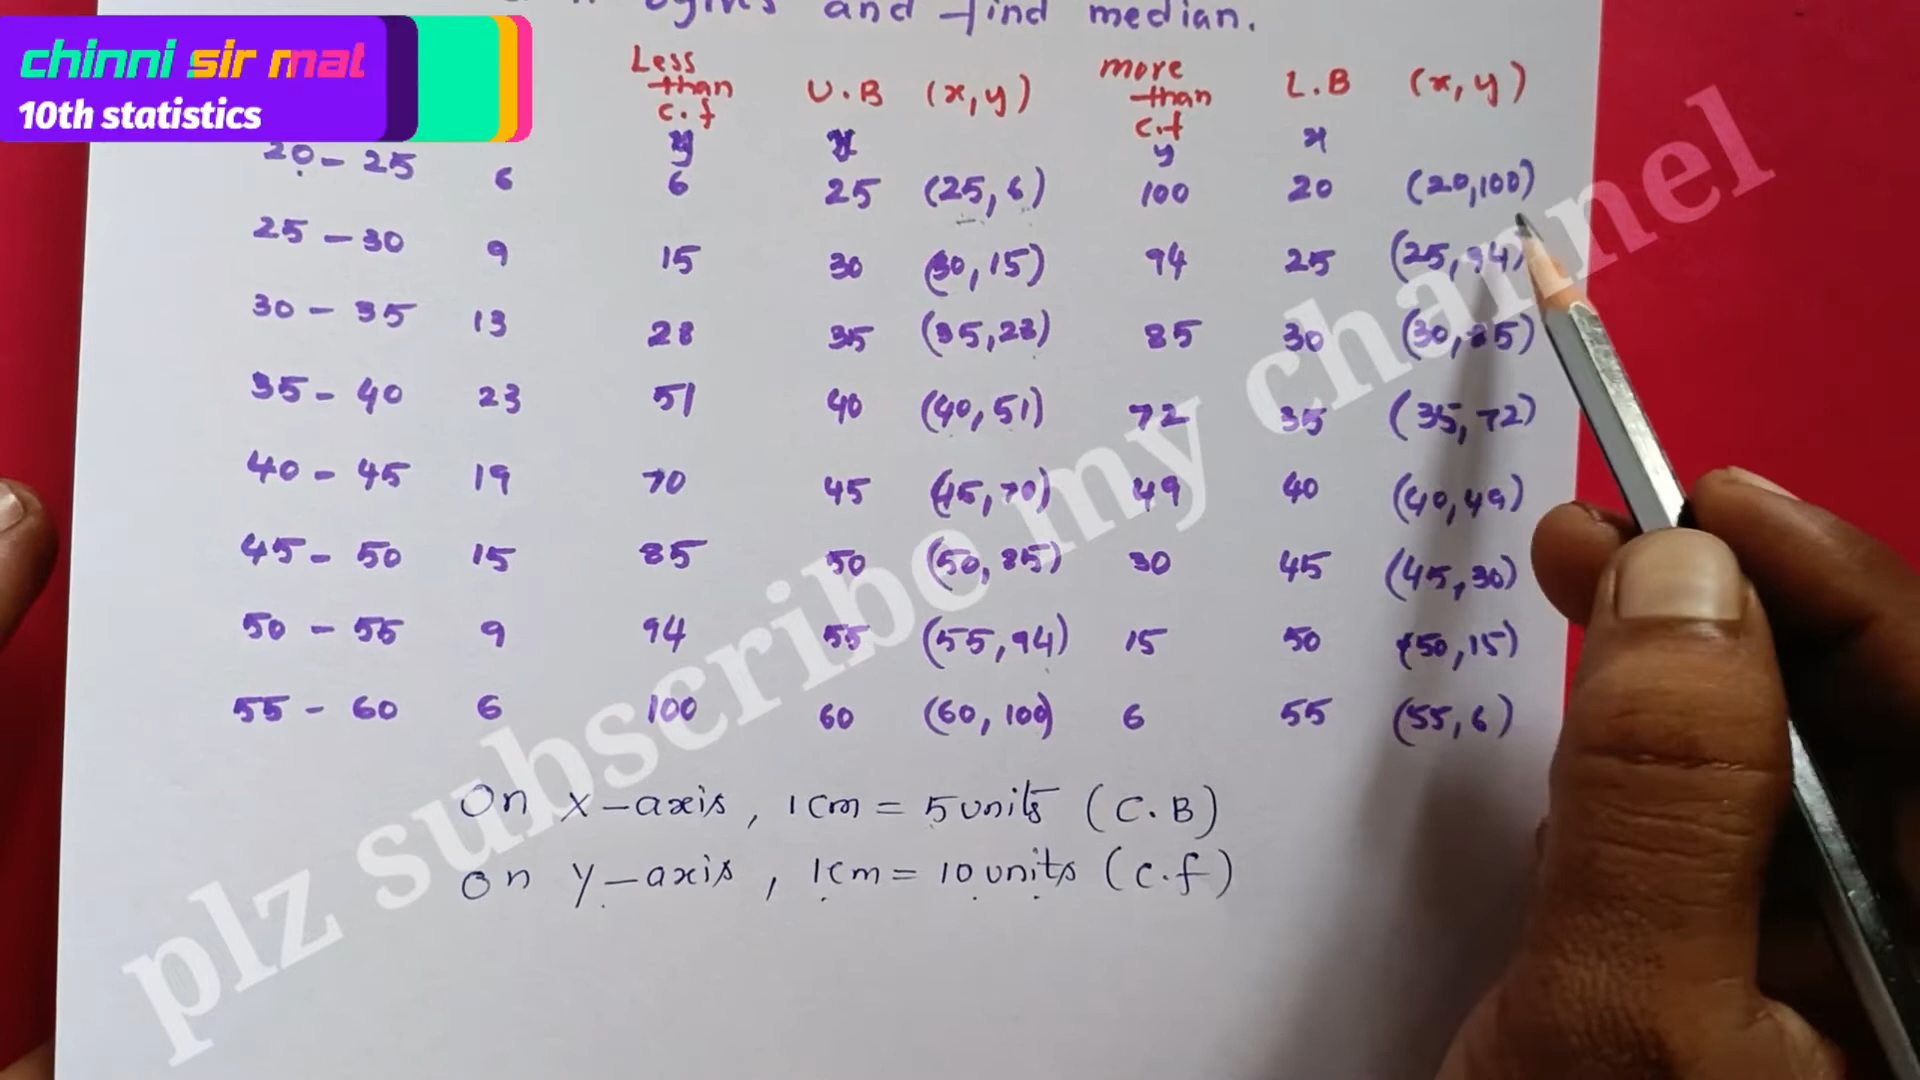 ogives and find median.
chinni sir mat
10th statistics
Less than c.f U.B (x,y) more than c.f L.B (x,y)
y x y x
20 - 25 6 6 25 (25,6) 100 20 (20,100)
25 - 30 9 15 30 (30,15) 94 25 (25,94)
30 - 35 13 28 35 (35,28) 85 30 (30,85)
35 - 40 23 51 40 (40,51) 72 35 (35,72)
40 - 45 19 70 45 (45,70) 49 40 (40,49)
45 - 50 15 85 50 (50,85) 30 45 (45,30)
50 - 55 9 94 55 (55,94) 15 50 (50,15)
55 - 60 6 100 60 (60,100) 6 55 (55,6)
On x-axis, 1cm = 5units (C.B)
On y-axis, 1cm = 10units (c.f)
plz subscribe my channel